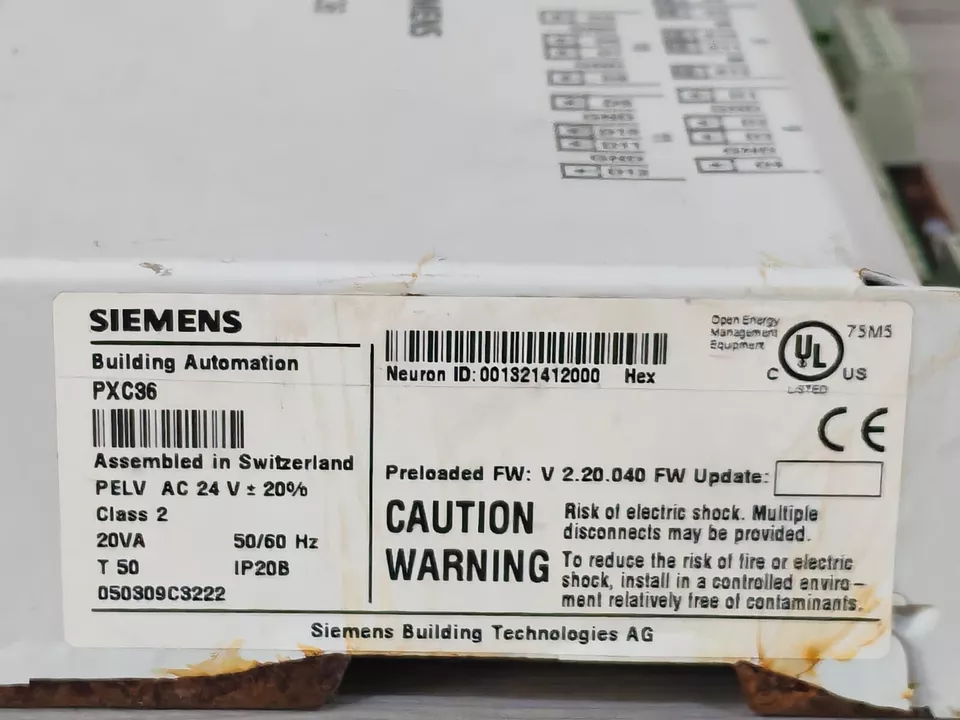 SIEMENS
SIEMENS
Building Automation
PXC36
Assembled in Switzerland
PELV AC 24 V ± 20%
Class 2
20VA 50/60 Hz
T 50 IP20B
050309C3222
Neuron ID: 001321412000 Hex
Open Energy
Management
Equipment
UL
75M5
C US
LISTED
CE
Preloaded FW: V 2.20.040 FW Update:
CAUTION
Risk of electric shock. Multiple
disconnects may be provided.
WARNING
To reduce the risk of fire or electric
shock, install in a controlled enviro-
ment relatively free of contaminants.
Siemens Building Technologies AG